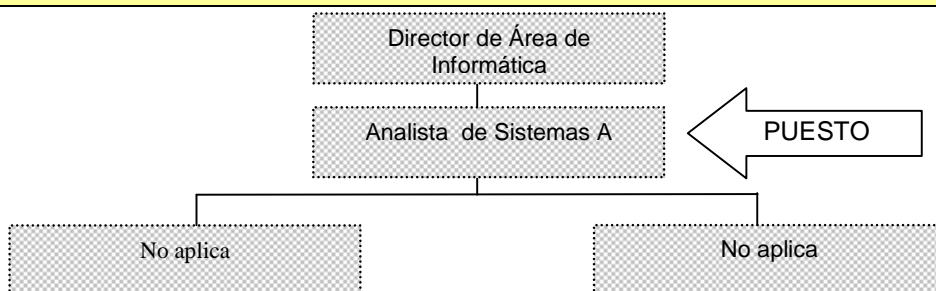 Director de Área de
Informática
Analista de Sistemas A
PUESTO
No aplica
No aplica